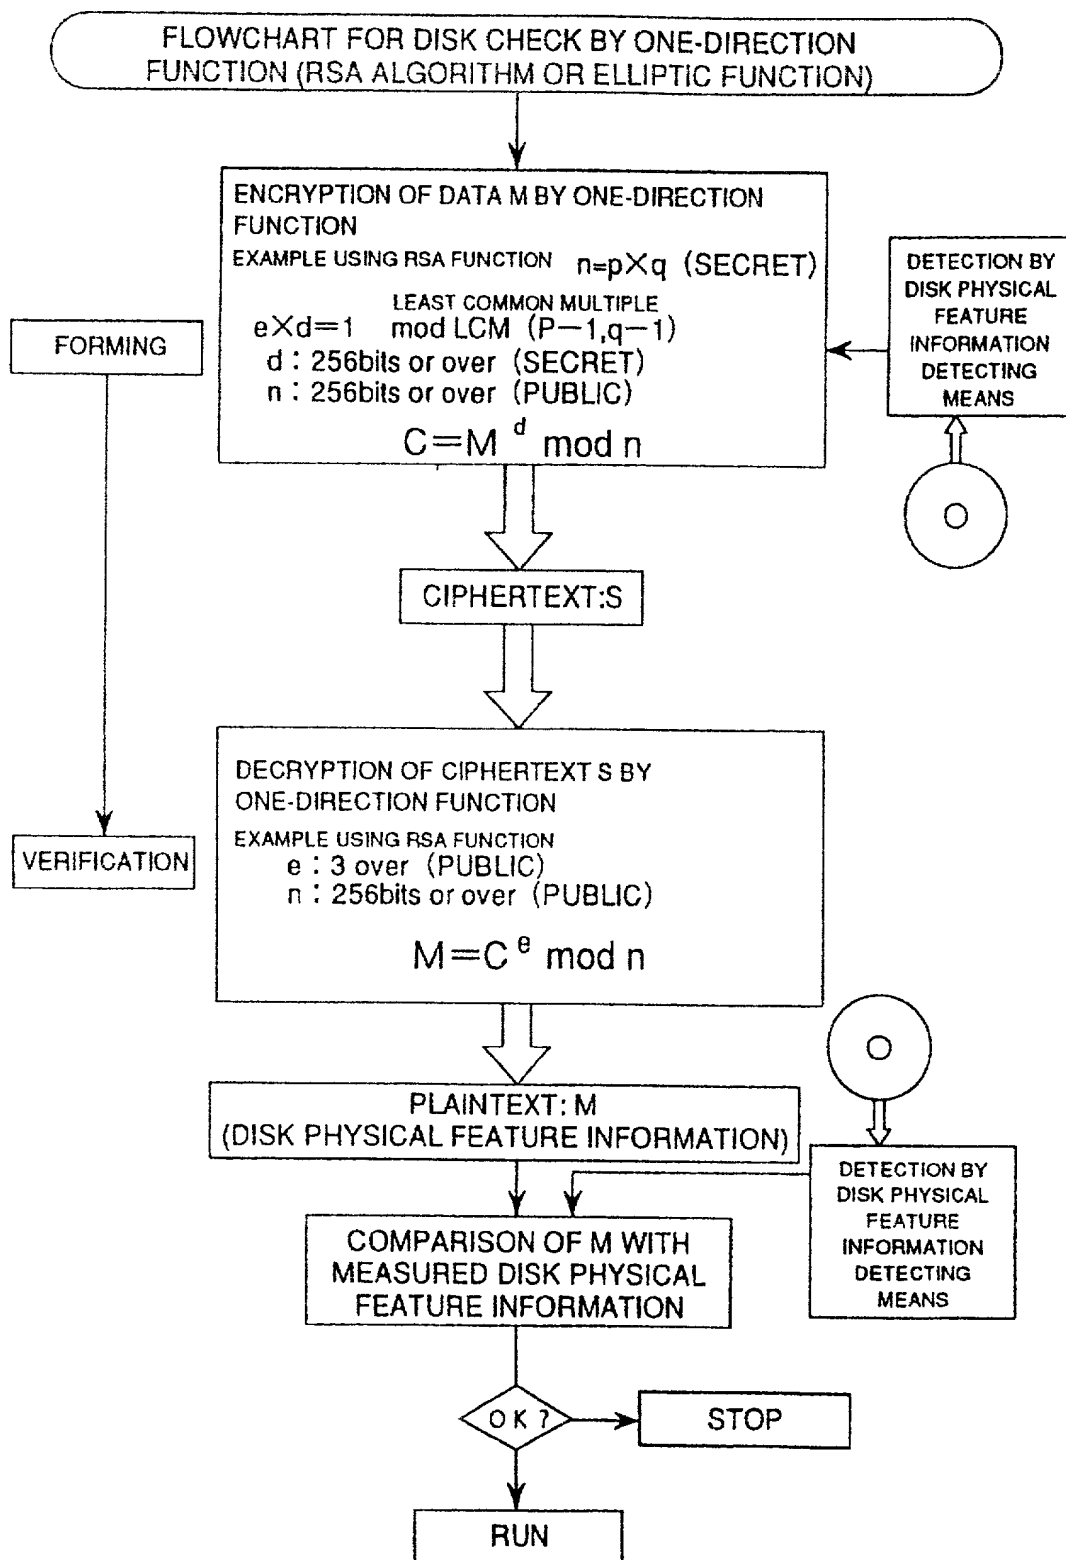 FLOWCHART FOR DISK CHECK BY ONE-DIRECTION
FUNCTION (RSA ALGORITHM OR ELLIPTIC FUNCTION)
ENCRYPTION OF DATA M BY ONE-DIRECTION
FUNCTION
EXAMPLE USING RSA FUNCTION n=p×q (SECRET)
LEAST COMMON MULTIPLE
e×d=1 mod LCM (P-1,q-1)
d : 256bits or over (SECRET)
n : 256bits or over (PUBLIC)
C=M^d mod n
DETECTION BY
DISK PHYSICAL
FEATURE
INFORMATION
DETECTING
MEANS
FORMING
CIPHERTEXT:S
DECRYPTION OF CIPHERTEXT S BY
ONE-DIRECTION FUNCTION
EXAMPLE USING RSA FUNCTION
e : 3 over (PUBLIC)
n : 256bits or over (PUBLIC)
M=C^e mod n
VERIFICATION
PLAINTEXT: M
(DISK PHYSICAL FEATURE INFORMATION)
DETECTION BY
DISK PHYSICAL
FEATURE
INFORMATION
DETECTING
MEANS
COMPARISON OF M WITH
MEASURED DISK PHYSICAL
FEATURE INFORMATION
OK?
STOP
RUN